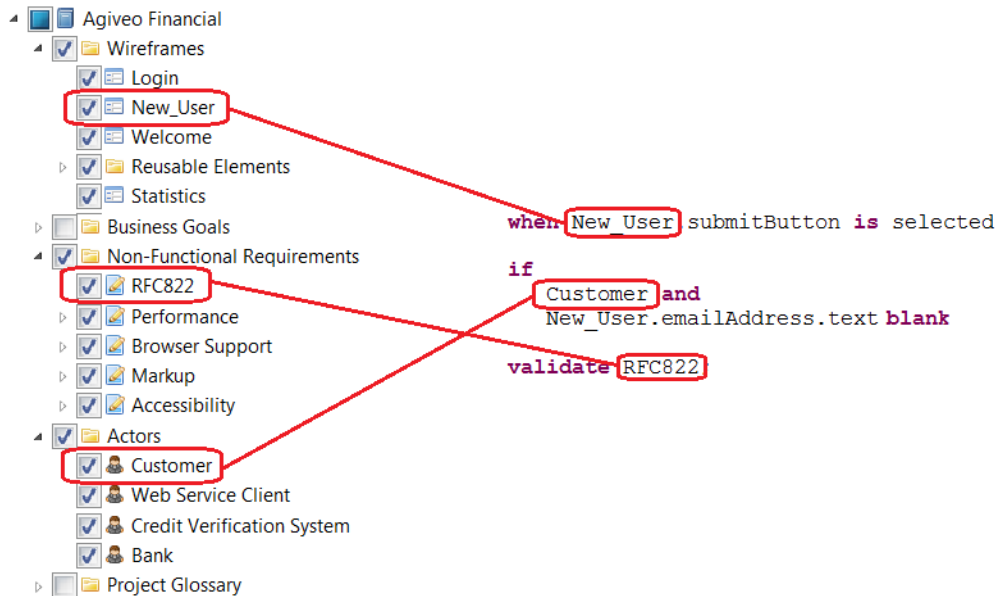 Agiveo Financial
Wireframes
Login
New_User
Welcome
Reusable Elements
Statistics
Business Goals
Non-Functional Requirements
RFC822
Performance
Browser Support
Markup
Accessibility
Actors
Customer
Web Service Client
Credit Verification System
Bank
Project Glossary
when New_User submitButton is selected
if
Customer and
New_User.emailAddress.text blank
validate RFC822